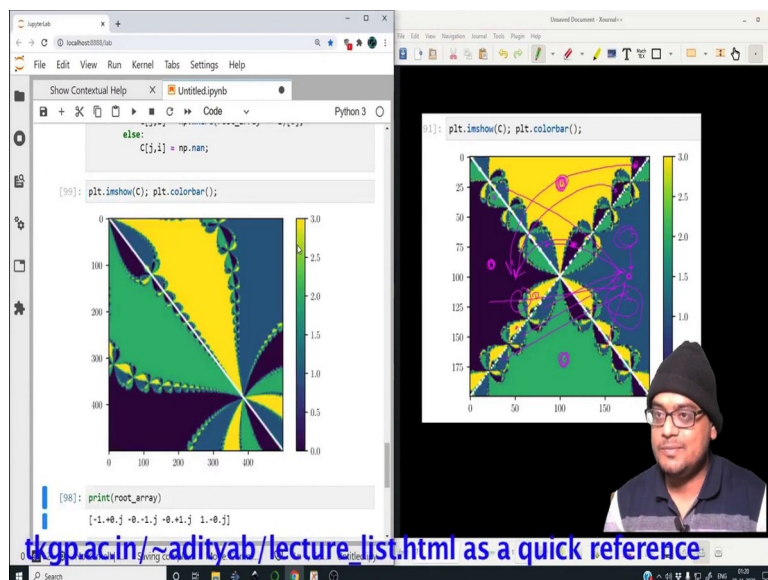 JupyterLab
localhost:8888/lab
File Edit View Run Kernel Tabs Settings Help
Show Contextual Help
Untitled.ipynb
Code
Python 3
else:
C[j,i] = np.nan;
[99]: plt.imshow(C); plt.colorbar();
0
100
200
300
400
0 100 200 300 400
3.0
2.5
2.0
1.5
1.0
0.5
0.0
[98]: print(root_array)
[-1.+0.j -0.-1.j -0.+1.j 1.-0.j]
Unsaved Document - Xournal++
File Edit View Navigation Journal Tools Plugin Help
91]: plt.imshow(C); plt.colorbar();
0
25
50
75
100
125
150
175
0 50 100 150
3.0
2.5
2.0
1.5
1.0
tkgp.ac.in/~adityab/lecture_list.html as a quick reference
Search
ENG
01:20